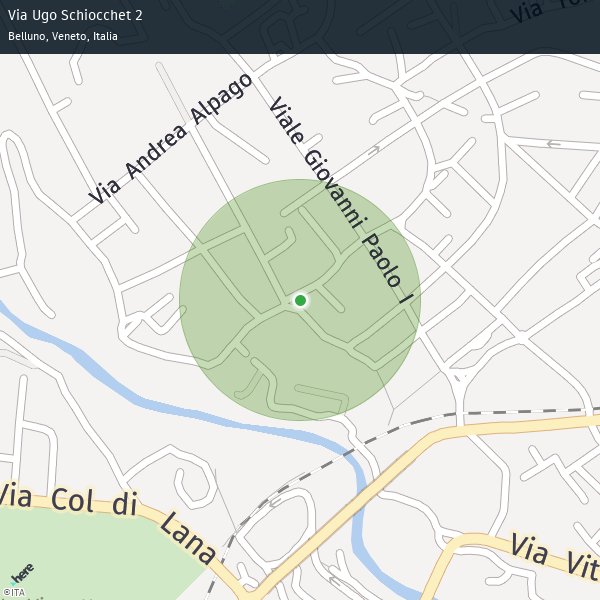 Via Ugo Schiocchet 2
Belluno, Veneto, Italia
Via Andrea Alpago
Viale Giovanni Paolo I
Via Col di Lana
Via
Via
here
©ITA